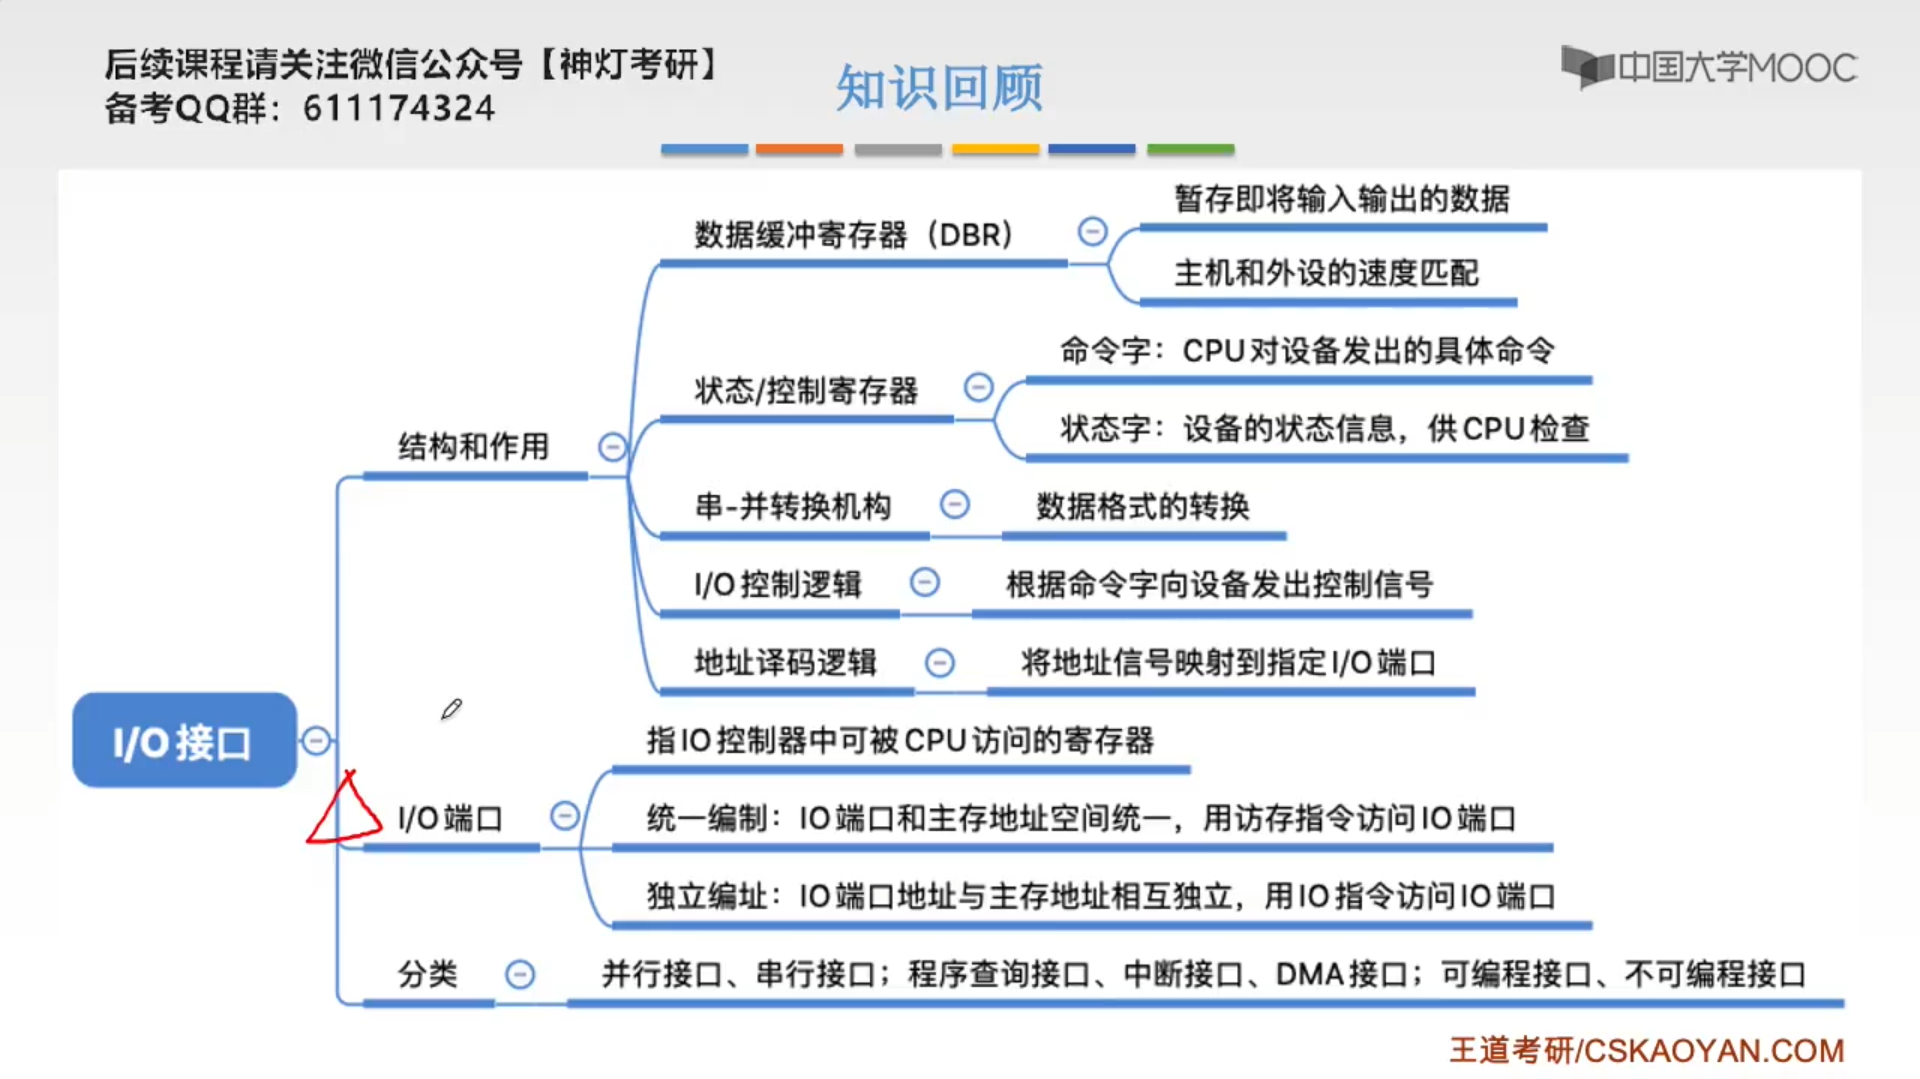 后续课程请关注微信公众号【神灯考研】
备考QQ群：611174324
知识回顾
中国大学MOOC
I/O 接口
结构和作用
数据缓冲寄存器（DBR）
暂存即将输入输出的数据
主机和外设的速度匹配
状态/控制寄存器
命令字：CPU对设备发出的具体命令
状态字：设备的状态信息，供CPU检查
串-并转换机构
数据格式的转换
I/O 控制逻辑
根据命令字向设备发出控制信号
地址译码逻辑
将地址信号映射到指定I/O端口
I/O 端口
指IO控制器中可被CPU访问的寄存器
统一编制：IO端口和主存地址空间统一，用访存指令访问IO端口
独立编址：IO端口地址与主存地址相互独立，用IO指令访问IO端口
分类
并行接口、串行接口；程序查询接口、中断接口、DMA接口；可编程接口、不可编程接口
王道考研/CSKAOYAN.COM